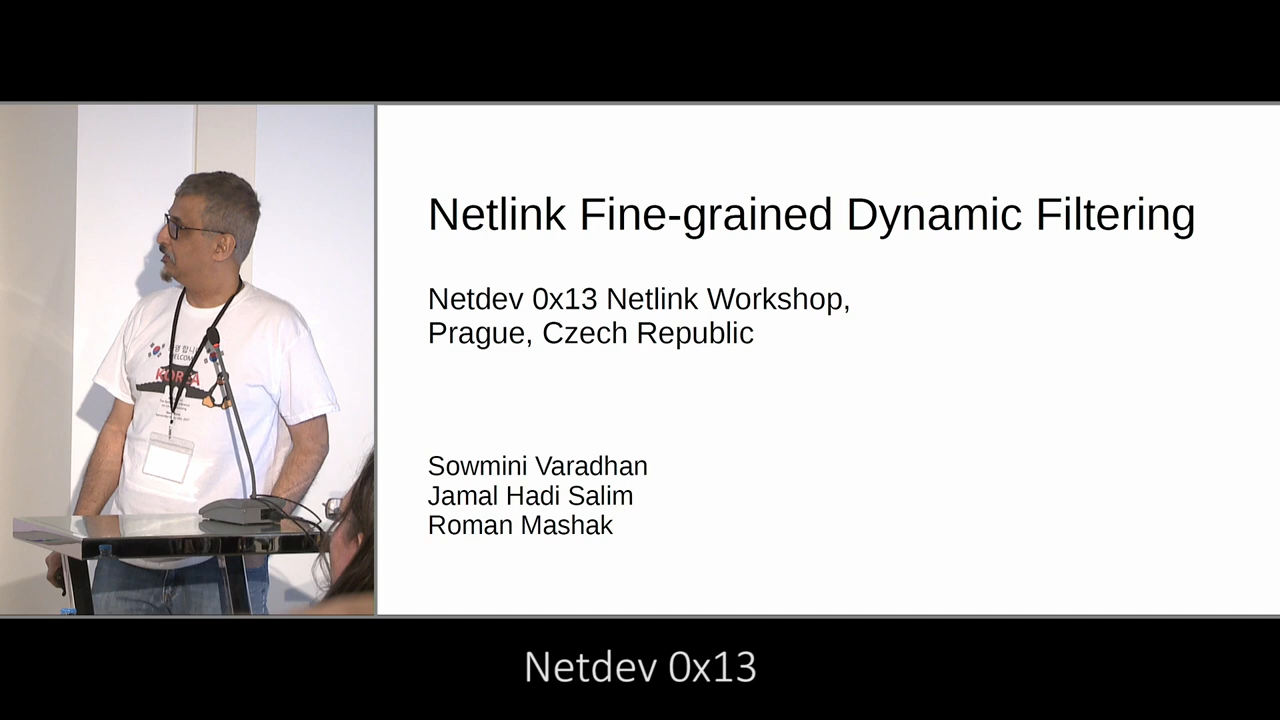 Netlink Fine-grained Dynamic Filtering
Netdev 0x13 Netlink Workshop,
Prague, Czech Republic
Sowmini Varadhan
Jamal Hadi Salim
Roman Mashak
KOREA
Netdev 0x13